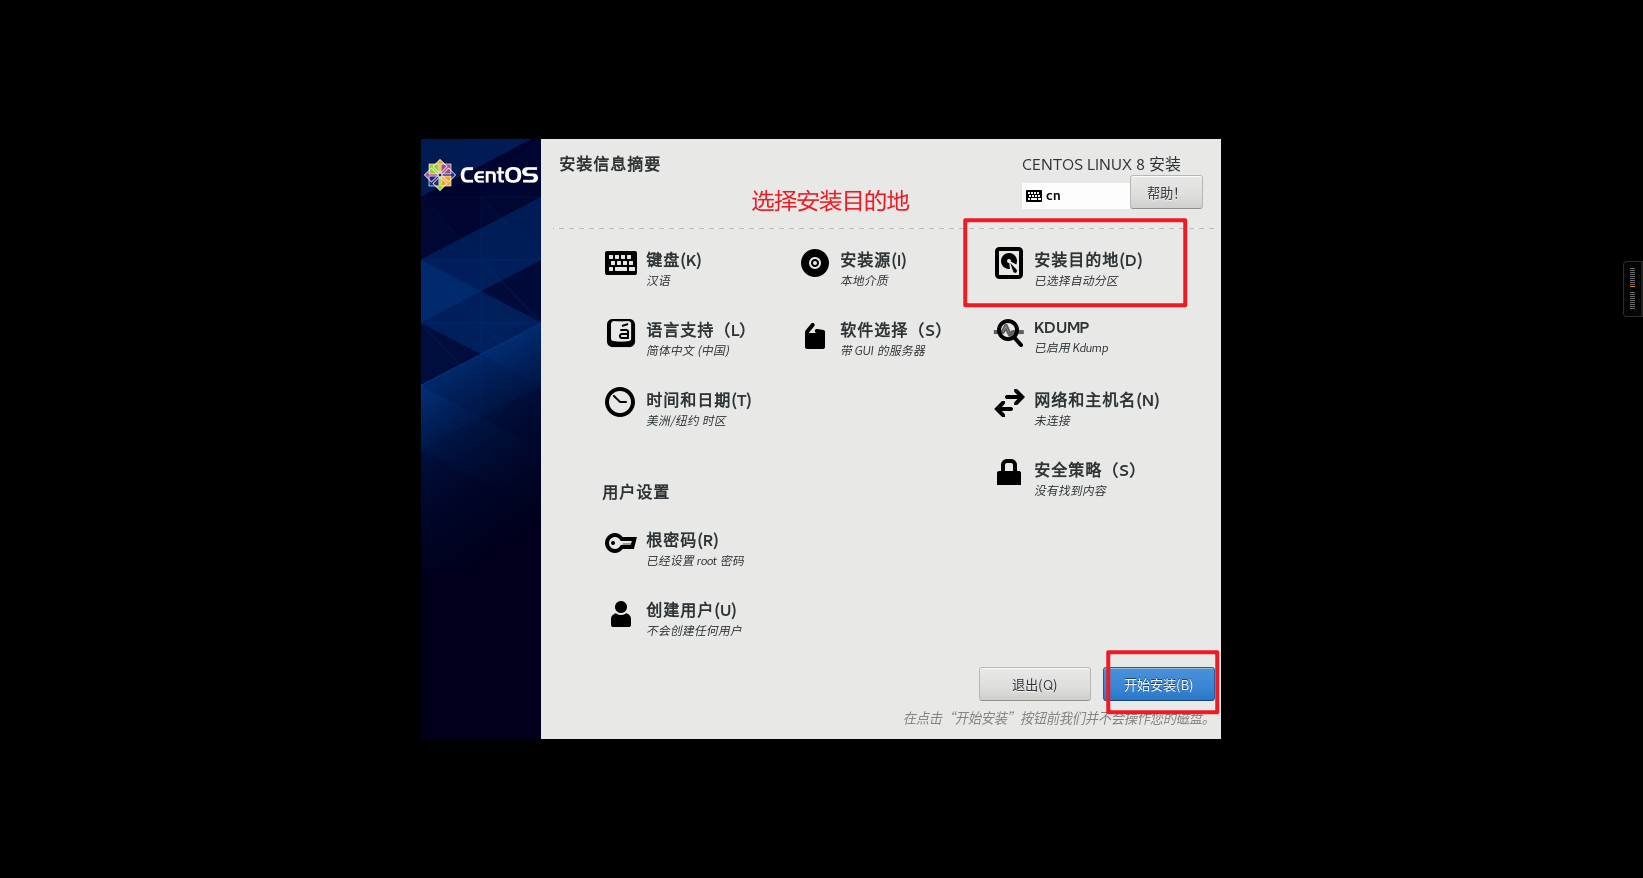 CentOS
安装信息摘要
CENTOS LINUX 8 安装
cn
帮助！
选择安装目的地
键盘(K)
汉语
安装源(I)
本地介质
安装目的地(D)
已选择自动分区
语言支持（L）
简体中文 (中国)
软件选择（S）
带 GUI 的服务器
KDUMP
已启用 Kdump
时间和日期(T)
美洲/纽约 时区
网络和主机名(N)
未连接
安全策略（S）
没有找到内容
用户设置
根密码(R)
已经设置 root 密码
创建用户(U)
不会创建任何用户
退出(Q)
开始安装(B)
在点击“开始安装”按钮前我们并不会操作您的磁盘。